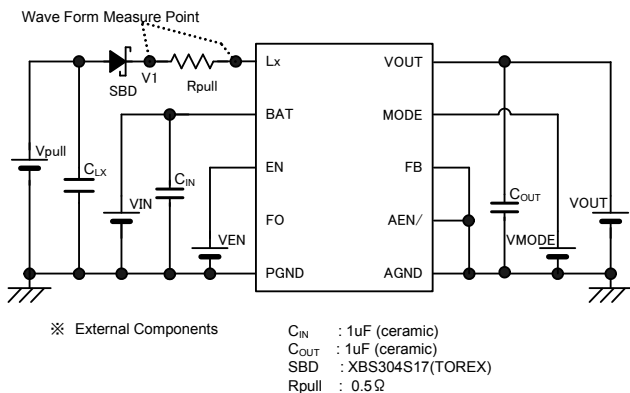 Wave Form Measure Point
Lx
VOUT
V1
Rpull
SBD
BAT
MODE
Vpull
CLX
EN
FB
CIN
COUT
VIN
FO
AEN/
VOUT
VEN
VMODE
PGND
AGND
※ External Components
CIN : 1uF (ceramic)
COUT : 1uF (ceramic)
SBD : XBS304S17(TOREX)
Rpull : 0.5Ω